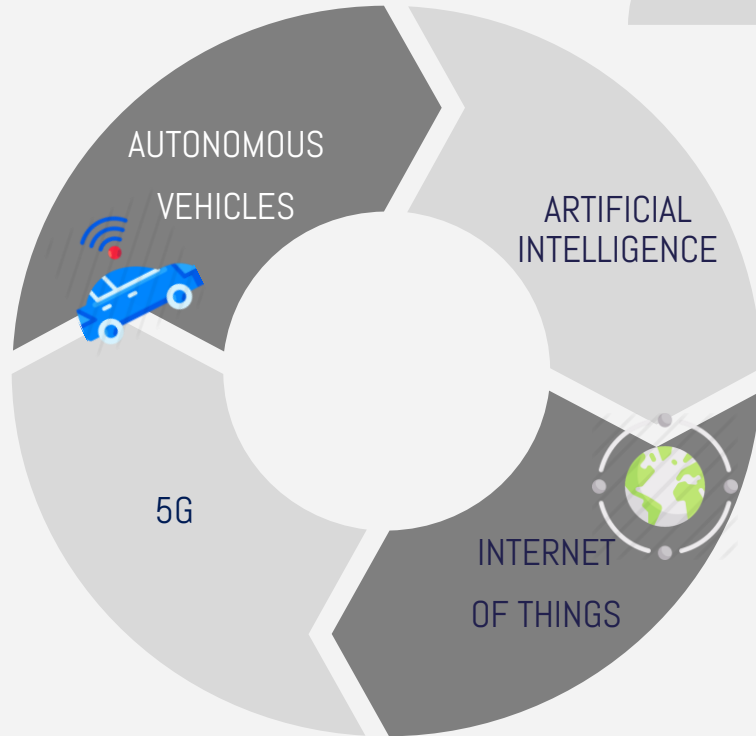 AUTONOMOUS
VEHICLES
ARTIFICIAL
INTELLIGENCE
5G
INTERNET
OF THINGS